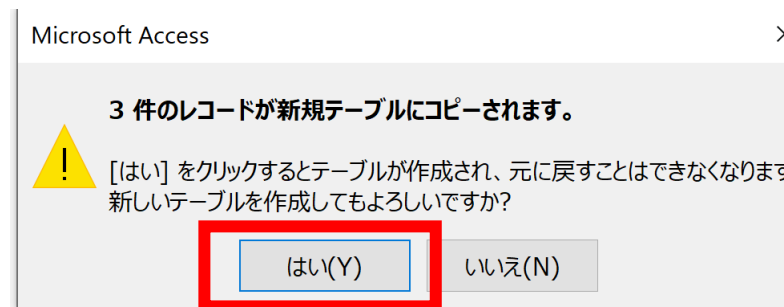 Microsoft Access
3 件のレコードが新規テーブルにコピーされます。
[はい] をクリックするとテーブルが作成され、元に戻すことはできなくなります
新しいテーブルを作成してもよろしいですか?
はい(Y)
いいえ(N)